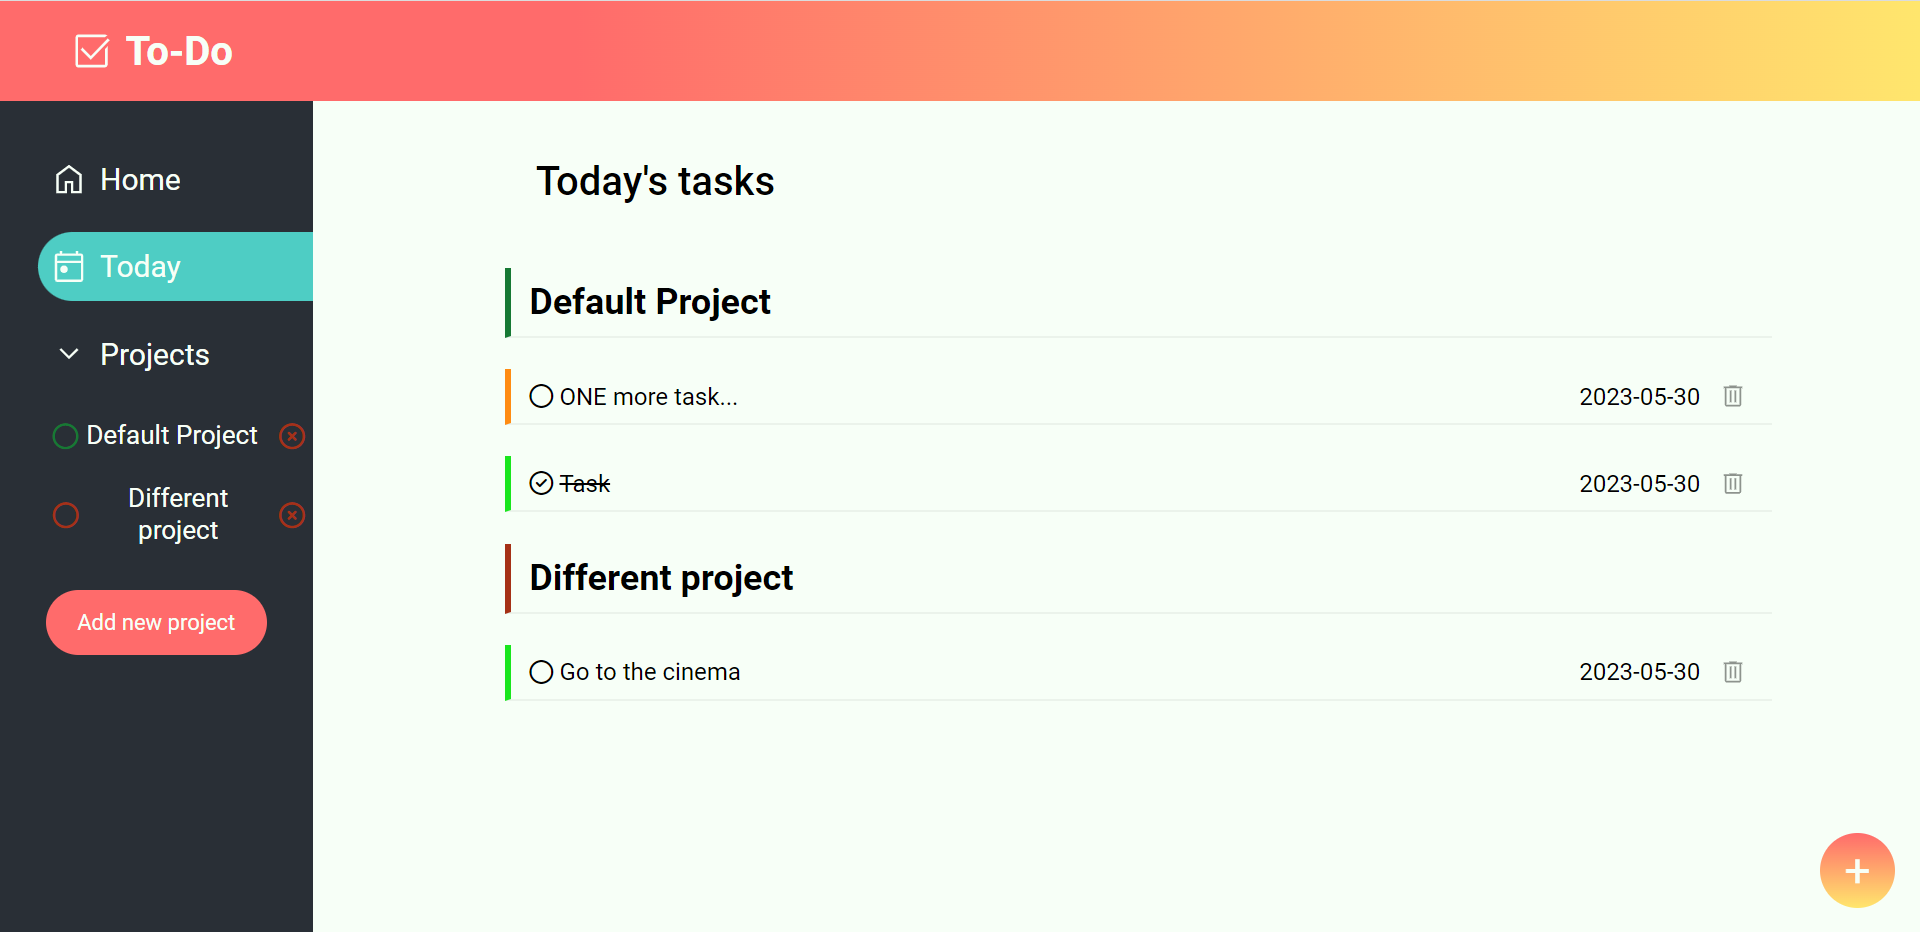 To-Do
Home
Today
Projects
Default Project
Different
project
Add new project
Today's tasks
Default Project
ONE more task... 2023-05-30
Task 2023-05-30
Different project
Go to the cinema 2023-05-30
+